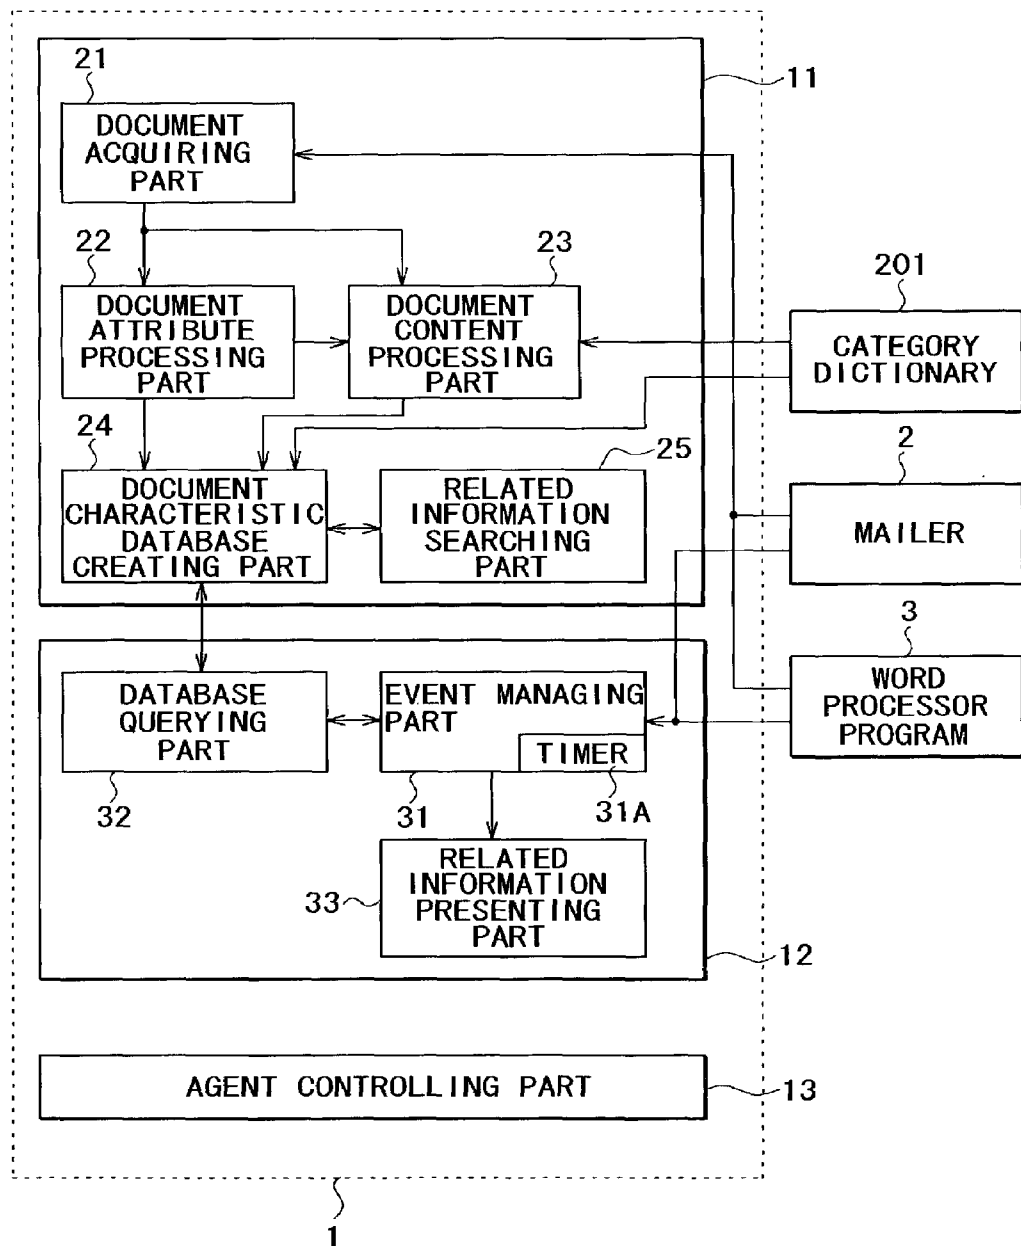 21
DOCUMENT
ACQUIRING
PART
11
22
DOCUMENT
ATTRIBUTE
PROCESSING
PART
23
DOCUMENT
CONTENT
PROCESSING
PART
201
CATEGORY
DICTIONARY
24
DOCUMENT
CHARACTERISTIC
DATABASE
CREATING PART
25
RELATED
INFORMATION
SEARCHING
PART
2
MAILER
3
WORD
PROCESSOR
PROGRAM
DATABASE
QUERYING
PART
32
EVENT MANAGING
PART
TIMER
31
31A
RELATED
INFORMATION
PRESENTING
PART
33
12
AGENT CONTROLLING PART
13
1